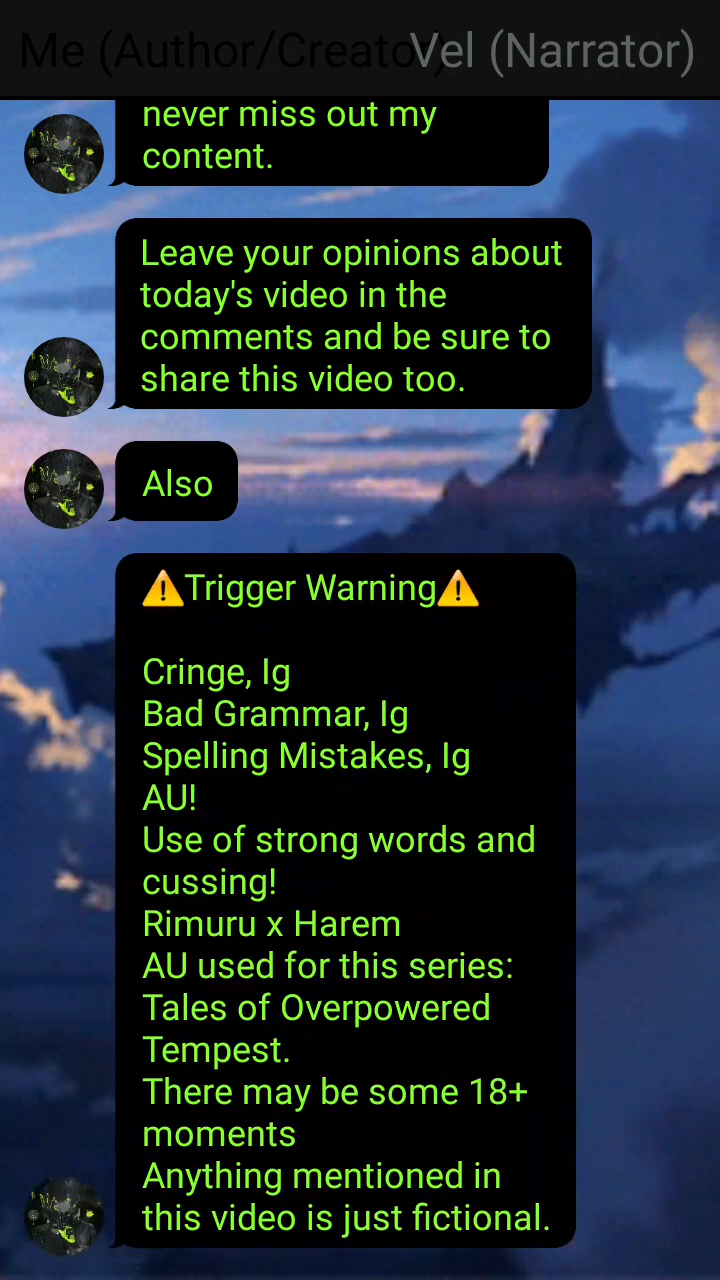 Me (Author/Creator) Vel (Narrator)
never miss out my
content.
Leave your opinions about
today's video in the
comments and be sure to
share this video too.
Also
⚠️Trigger Warning⚠️
Cringe, Ig
Bad Grammar, Ig
Spelling Mistakes, Ig
AU!
Use of strong words and
cussing!
Rimuru x Harem
AU used for this series:
Tales of Overpowered
Tempest.
There may be some 18+
moments
Anything mentioned in
this video is just fictional.